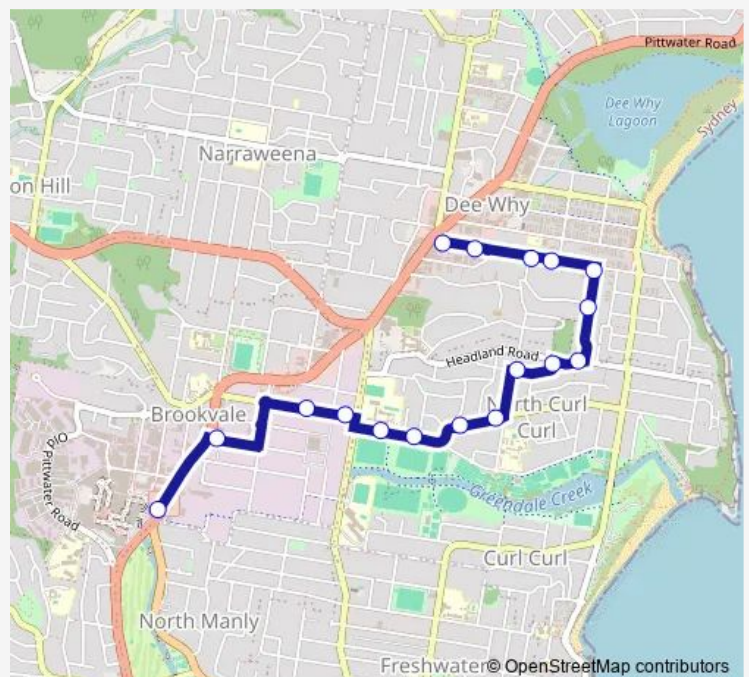 Pittwater Road
Dee Why
Lagoon
Sydney
Narraweena
on Hill
Dee Why
Headland Road
North Curl
Curl
Brookvale
PIO
Pittwater Road
Greendale Creek
Curl Curl
North Manly
Freshwater
© OpenStreetMap contributors